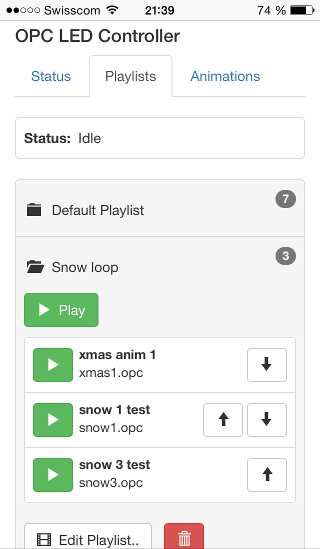 Swisscom 21:39 74 %
OPC LED Controller
Status Playlists Animations
Status: Idle
Default Playlist 7
Snow loop 3
Play
xmas anim 1
xmas1.opc
snow 1 test
snow1.opc
snow 3 test
snow3.opc
Edit Playlist..